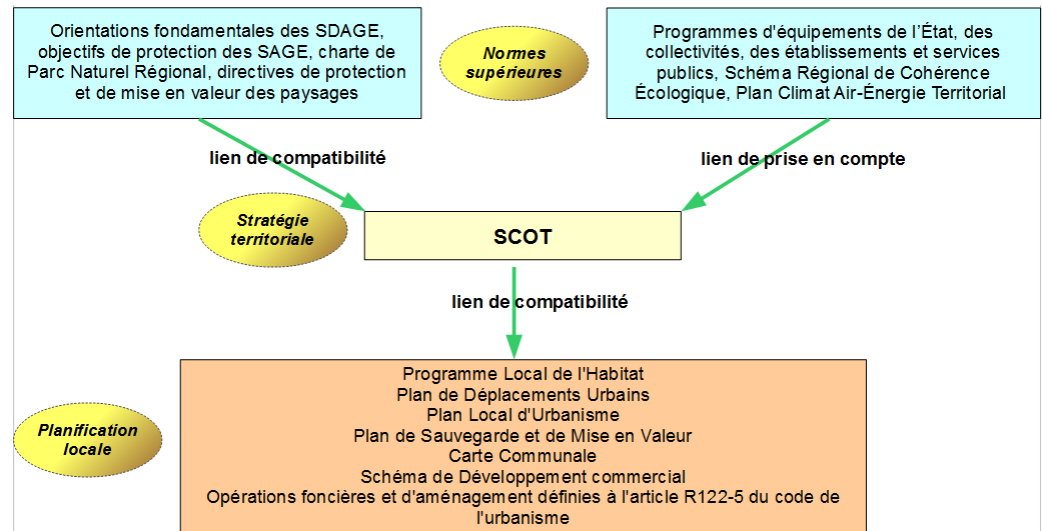 Orientations fondamentales des SDAGE,
objectifs de protection des SAGE, charte de
Parc Naturel Régional, directives de protection
et de mise en valeur des paysages
Normes
supérieures
Programmes d'équipements de l'État, des
collectivités, des établissements et services
publics, Schéma Régional de Cohérence
Écologique, Plan Climat Air-Énergie Territorial
lien de compatibilité
lien de prise en compte
Stratégie
territoriale
SCOT
lien de compatibilité
Planification
locale
Programme Local de l'Habitat
Plan de Déplacements Urbains
Plan Local d'Urbanisme
Plan de Sauvegarde et de Mise en Valeur
Carte Communale
Schéma de Développement commercial
Opérations foncières et d'aménagement définies à l'article R122-5 du code de
l'urbanisme